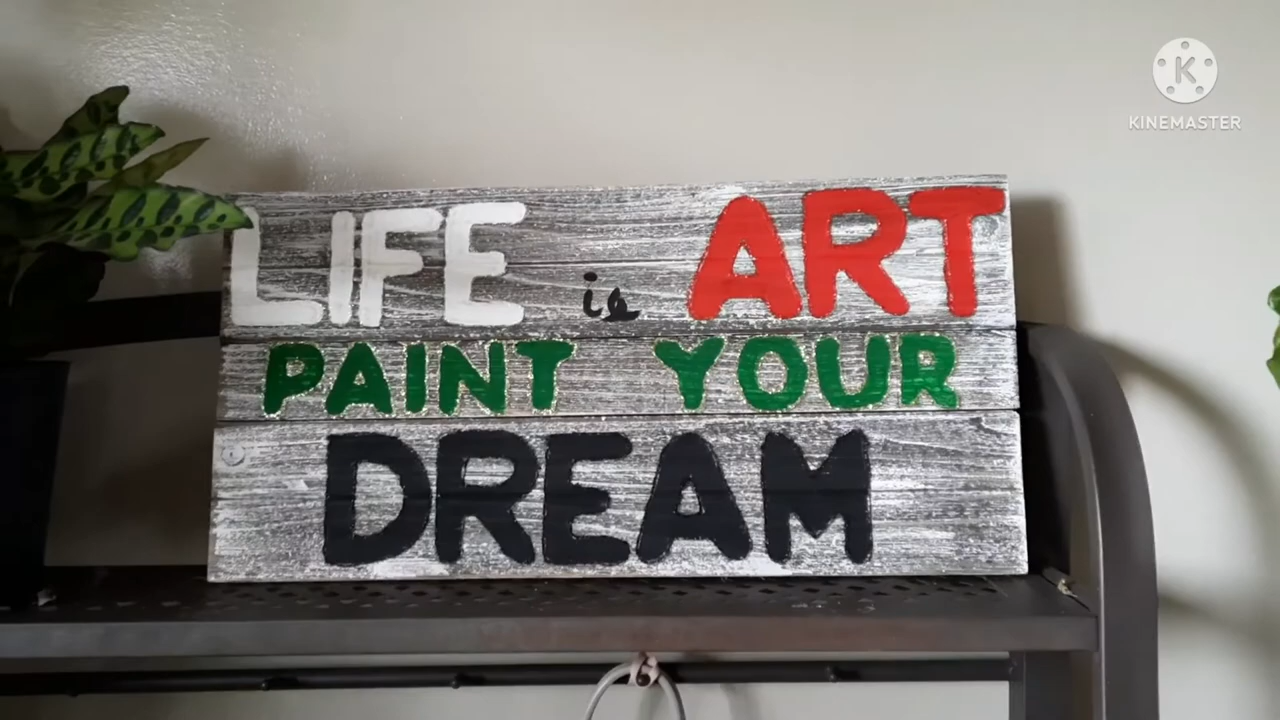 LIFE is ART
PAINT YOUR
DREAM
K
KINEMASTER